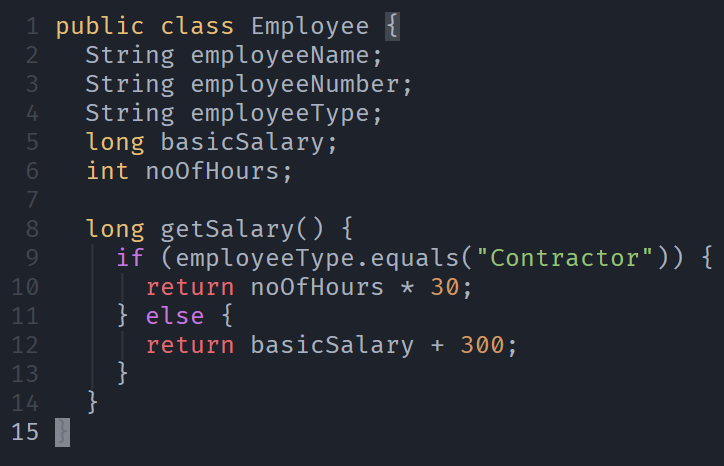 1 public class Employee {
2   String employeeName;
3   String employeeNumber;
4   String employeeType;
5   long basicSalary;
6   int noOfHours;
7
8   long getSalary() {
9     if (employeeType.equals("Contractor")) {
10       return noOfHours * 30;
11     } else {
12       return basicSalary + 300;
13     }
14   }
15 }